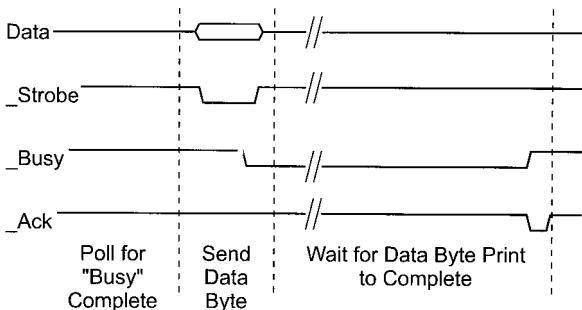 Data
_Strobe
_Busy
_Ack
Poll for
"Busy"
Complete
Send
Data
Byte
Wait for Data Byte Print
to Complete